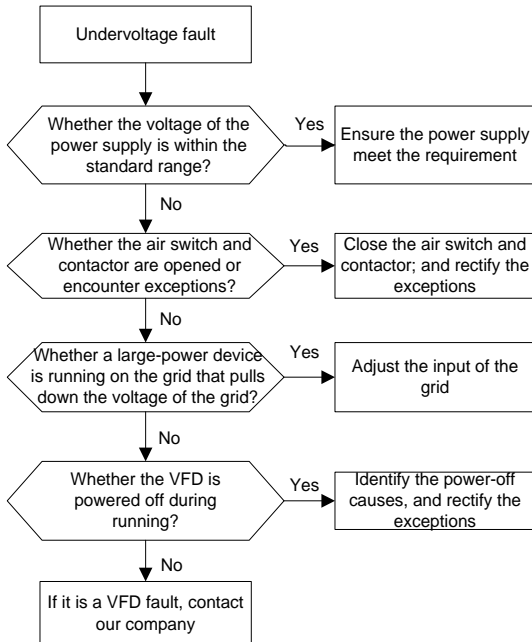 Undervoltage fault
Whether the voltage of the
power supply is within the
standard range?
Yes
Ensure the power supply
meet the requirement
No
Whether the air switch and
contactor are opened or
encounter exceptions?
Yes
Close the air switch and
contactor; and rectify the
exceptions
No
Whether a large-power device
is running on the grid that pulls
down the voltage of the grid?
Yes
Adjust the input of the
grid
No
Whether the VFD is
powered off during
running?
Yes
Identify the power-off
causes, and rectify the
exceptions
No
If it is a VFD fault, contact
our company